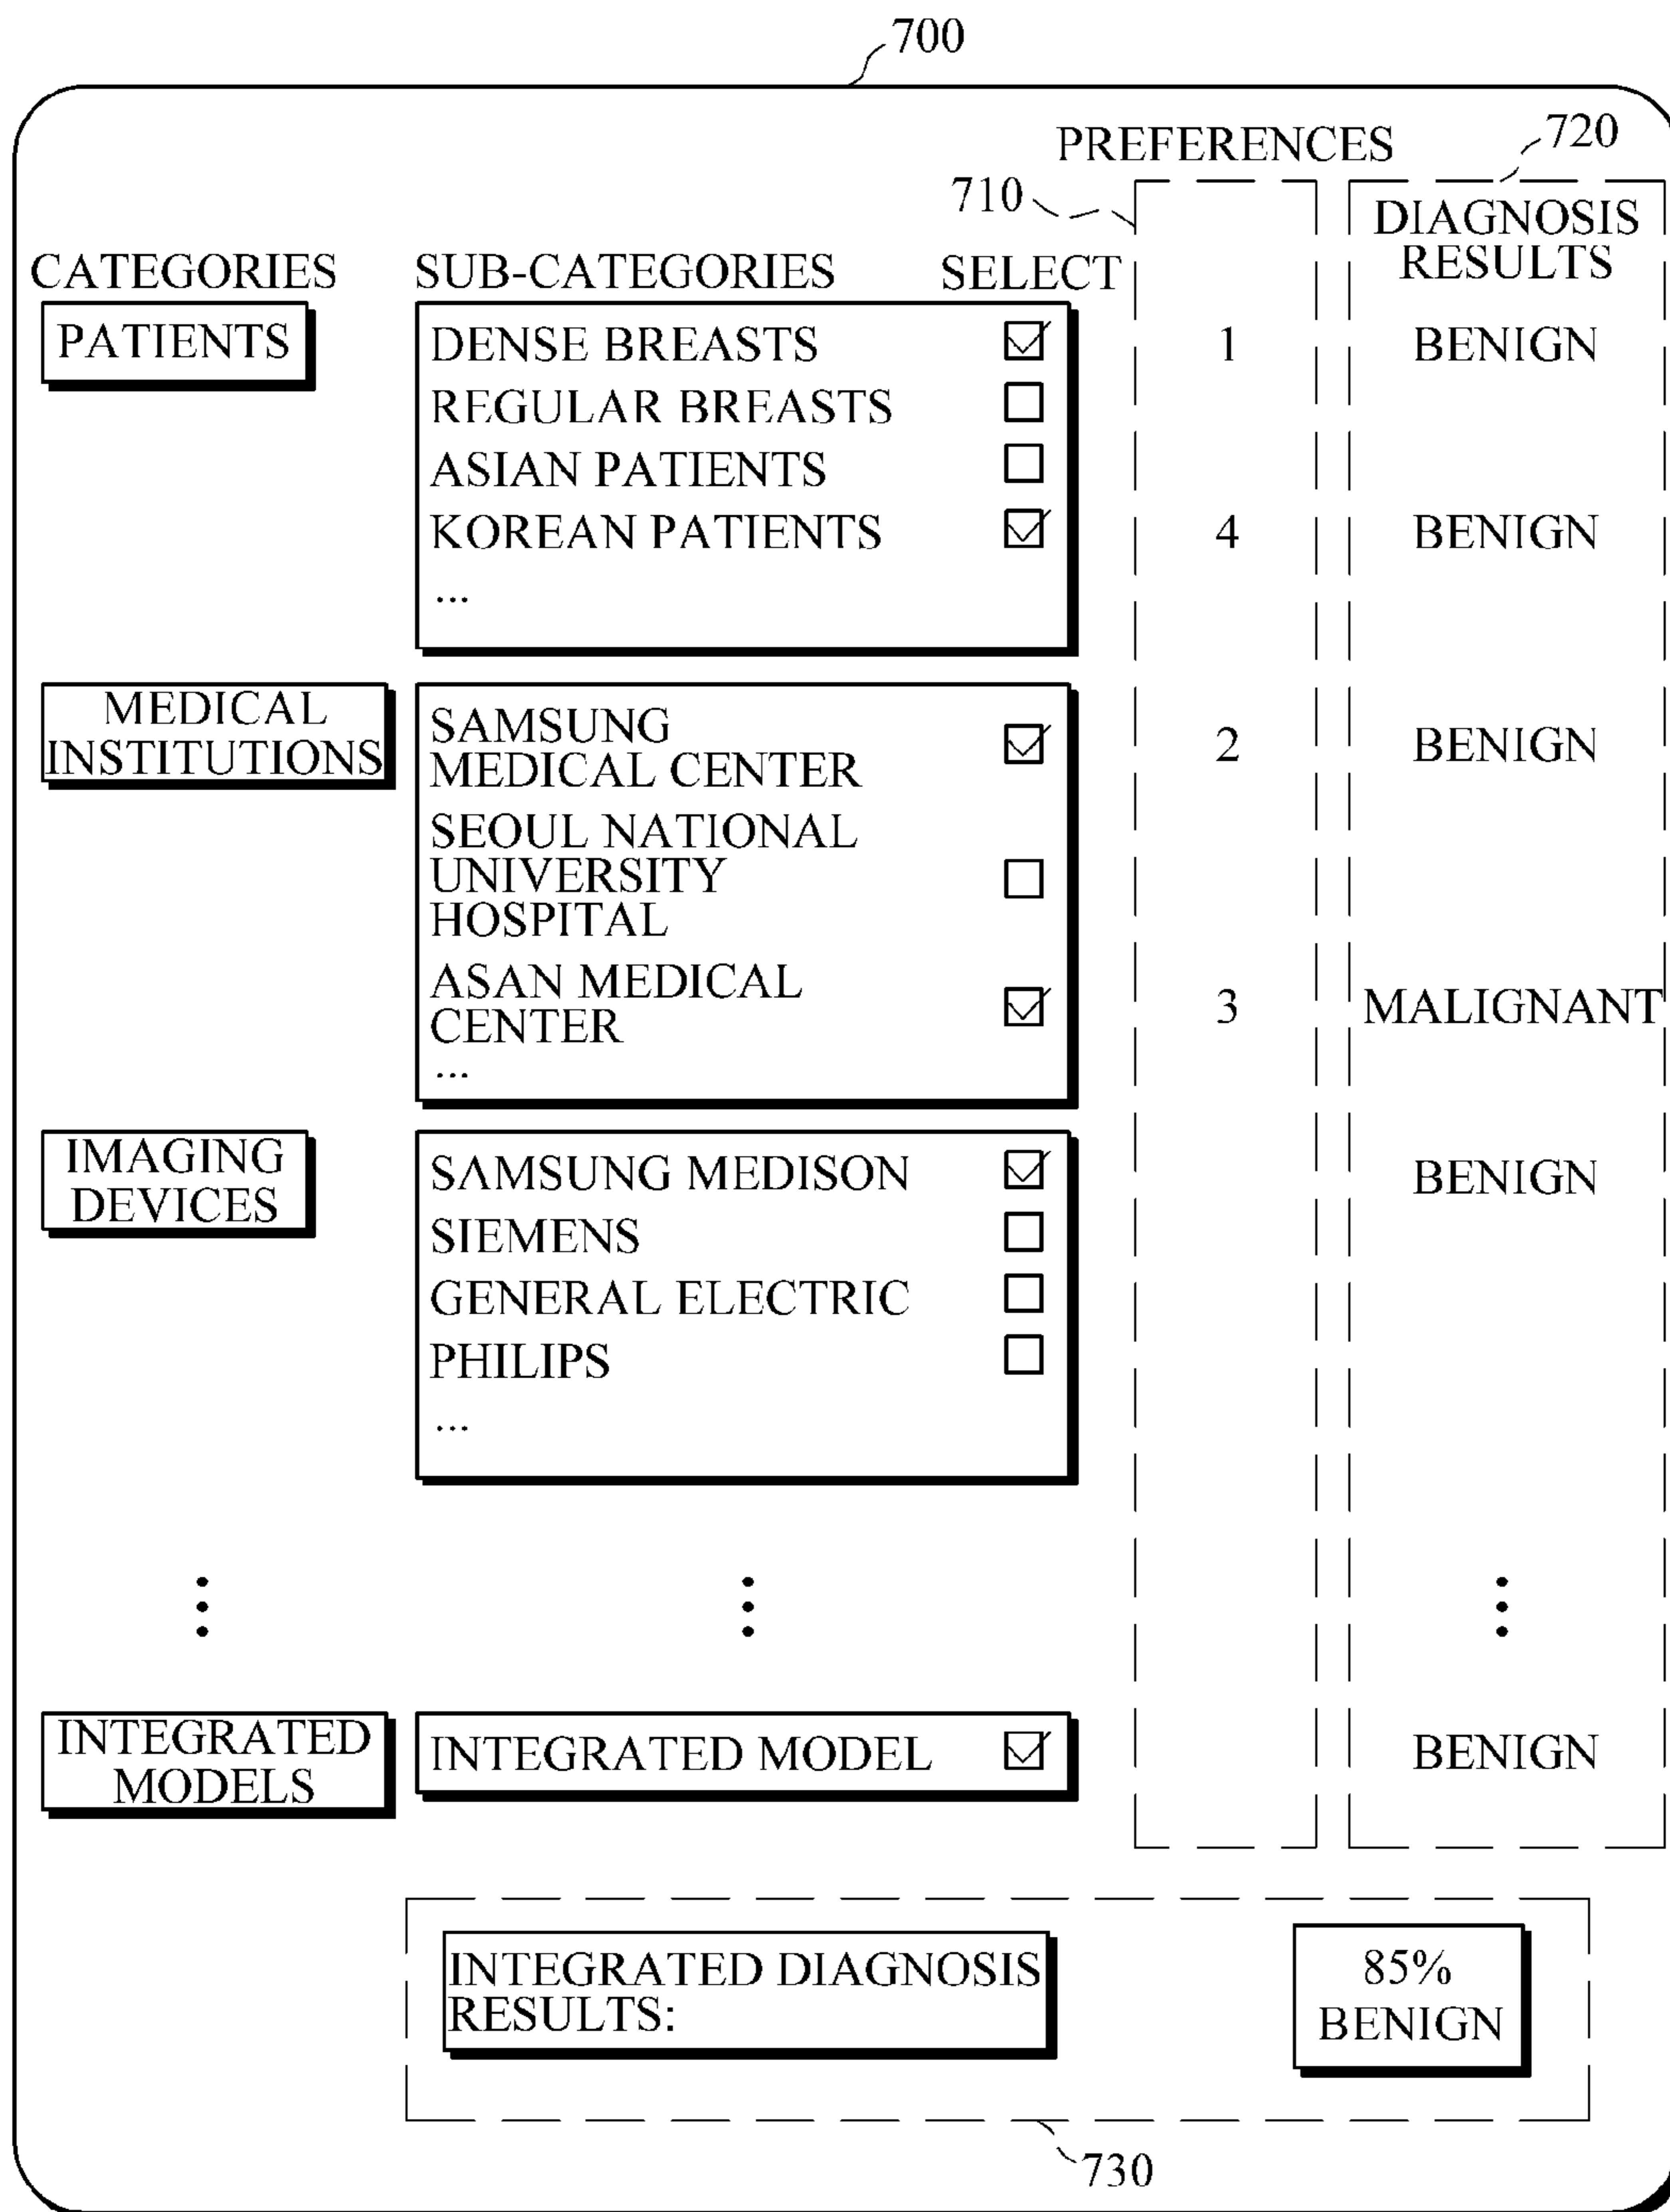 700
PREFERENCES
720
710
DIAGNOSIS
RESULTS
CATEGORIES SUB-CATEGORIES SELECT
PATIENTS
DENSE BREASTS 1 BENIGN
REGULAR BREASTS
ASIAN PATIENTS
KOREAN PATIENTS 4 BENIGN
...
MEDICAL
INSTITUTIONS
SAMSUNG
MEDICAL CENTER 2 BENIGN
SEOUL NATIONAL
UNIVERSITY
HOSPITAL
ASAN MEDICAL
CENTER 3 MALIGNANT
...
IMAGING
DEVICES
SAMSUNG MEDISON BENIGN
SIEMENS
GENERAL ELECTRIC
PHILIPS
...
INTEGRATED
MODELS
INTEGRATED MODEL BENIGN
INTEGRATED DIAGNOSIS
RESULTS:
85%
BENIGN
730